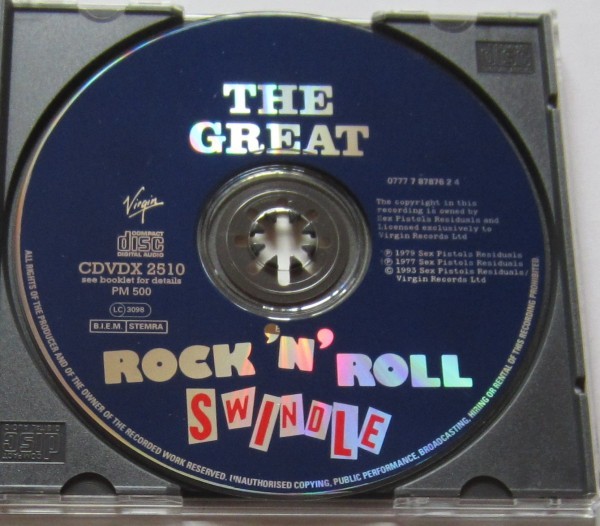 THE
GREAT
Virgin
COMPACT
disc
DIGITAL AUDIO
CDVDX 2510
see booklet for details
PM 500
LC 3098
B.I.E.M. STEMRA
0777 7 87876 2 4
The copyright in this
recording is owned by
Sex Pistols Residuals and
Licensed exclusively to
Virgin Records Ltd
℗ 1979 Sex Pistols Residuals
℗ 1977 Sex Pistols Residuals
© 1993 Sex Pistols Residuals/
Virgin Records Ltd
ROCK 'N' ROLL
SWINDLE
ALL RIGHTS OF THE PRODUCER AND OF THE OWNER OF THE RECORDED WORK RESERVED. UNAUTHORISED COPYING, PUBLIC PERFORMANCE, BROADCASTING, HIRING OR RENTAL OF THIS RECORDING PROHIBITED.